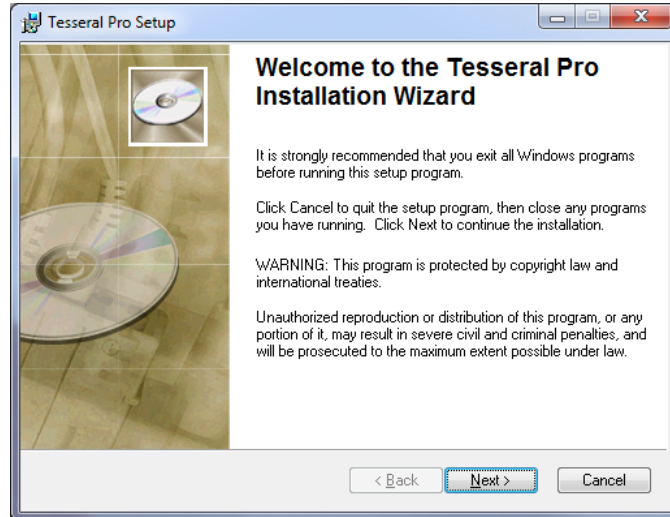 Tesseral Pro Setup
Welcome to the Tesseral Pro
Installation Wizard
It is strongly recommended that you exit all Windows programs
before running this setup program.
Click Cancel to quit the setup program, then close any programs
you have running.  Click Next to continue the installation.
WARNING: This program is protected by copyright law and
international treaties.
Unauthorized reproduction or distribution of this program, or any
portion of it, may result in severe civil and criminal penalties, and
will be prosecuted to the maximum extent possible under law.
< Back
Next >
Cancel